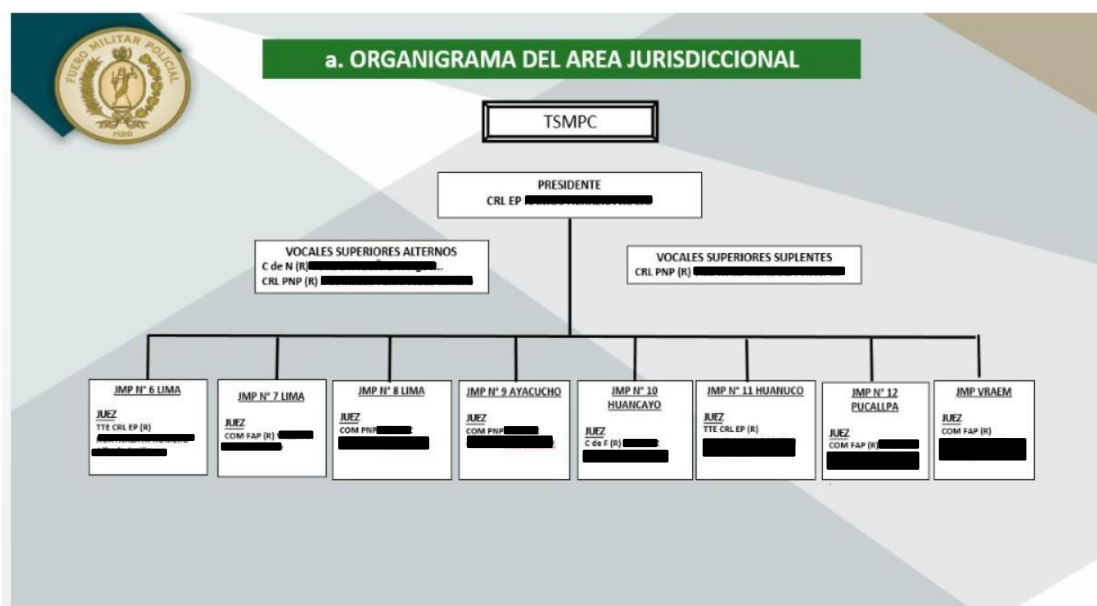 FUERO MILITAR POLICIAL
PERÚ
a. ORGANIGRAMA DEL AREA JURISDICCIONAL
TSMPC
PRESIDENTE
CRL EP
VOCALES SUPERIORES ALTERNOS
C de N (R)
CRL PNP (R)
VOCALES SUPERIORES SUPLENTES
CRL PNP (R)
JMP N° 6 LIMA
JUEZ
TTE CRL EP (R)
JMP N° 7 LIMA
JUEZ
COM FAP (R)
JMP N° 8 LIMA
JUEZ
COM PNP
JMP N° 9 AYACUCHO
JUEZ
COM PNP
JMP N° 10
HUANCAYO
JUEZ
C de F (R)
JMP N° 11 HUANUCO
JUEZ
TTE CRL EP (R)
JMP N° 12
PUCALLPA
JUEZ
COM FAP (R)
JMP VRAEM
JUEZ
COM FAP (R)